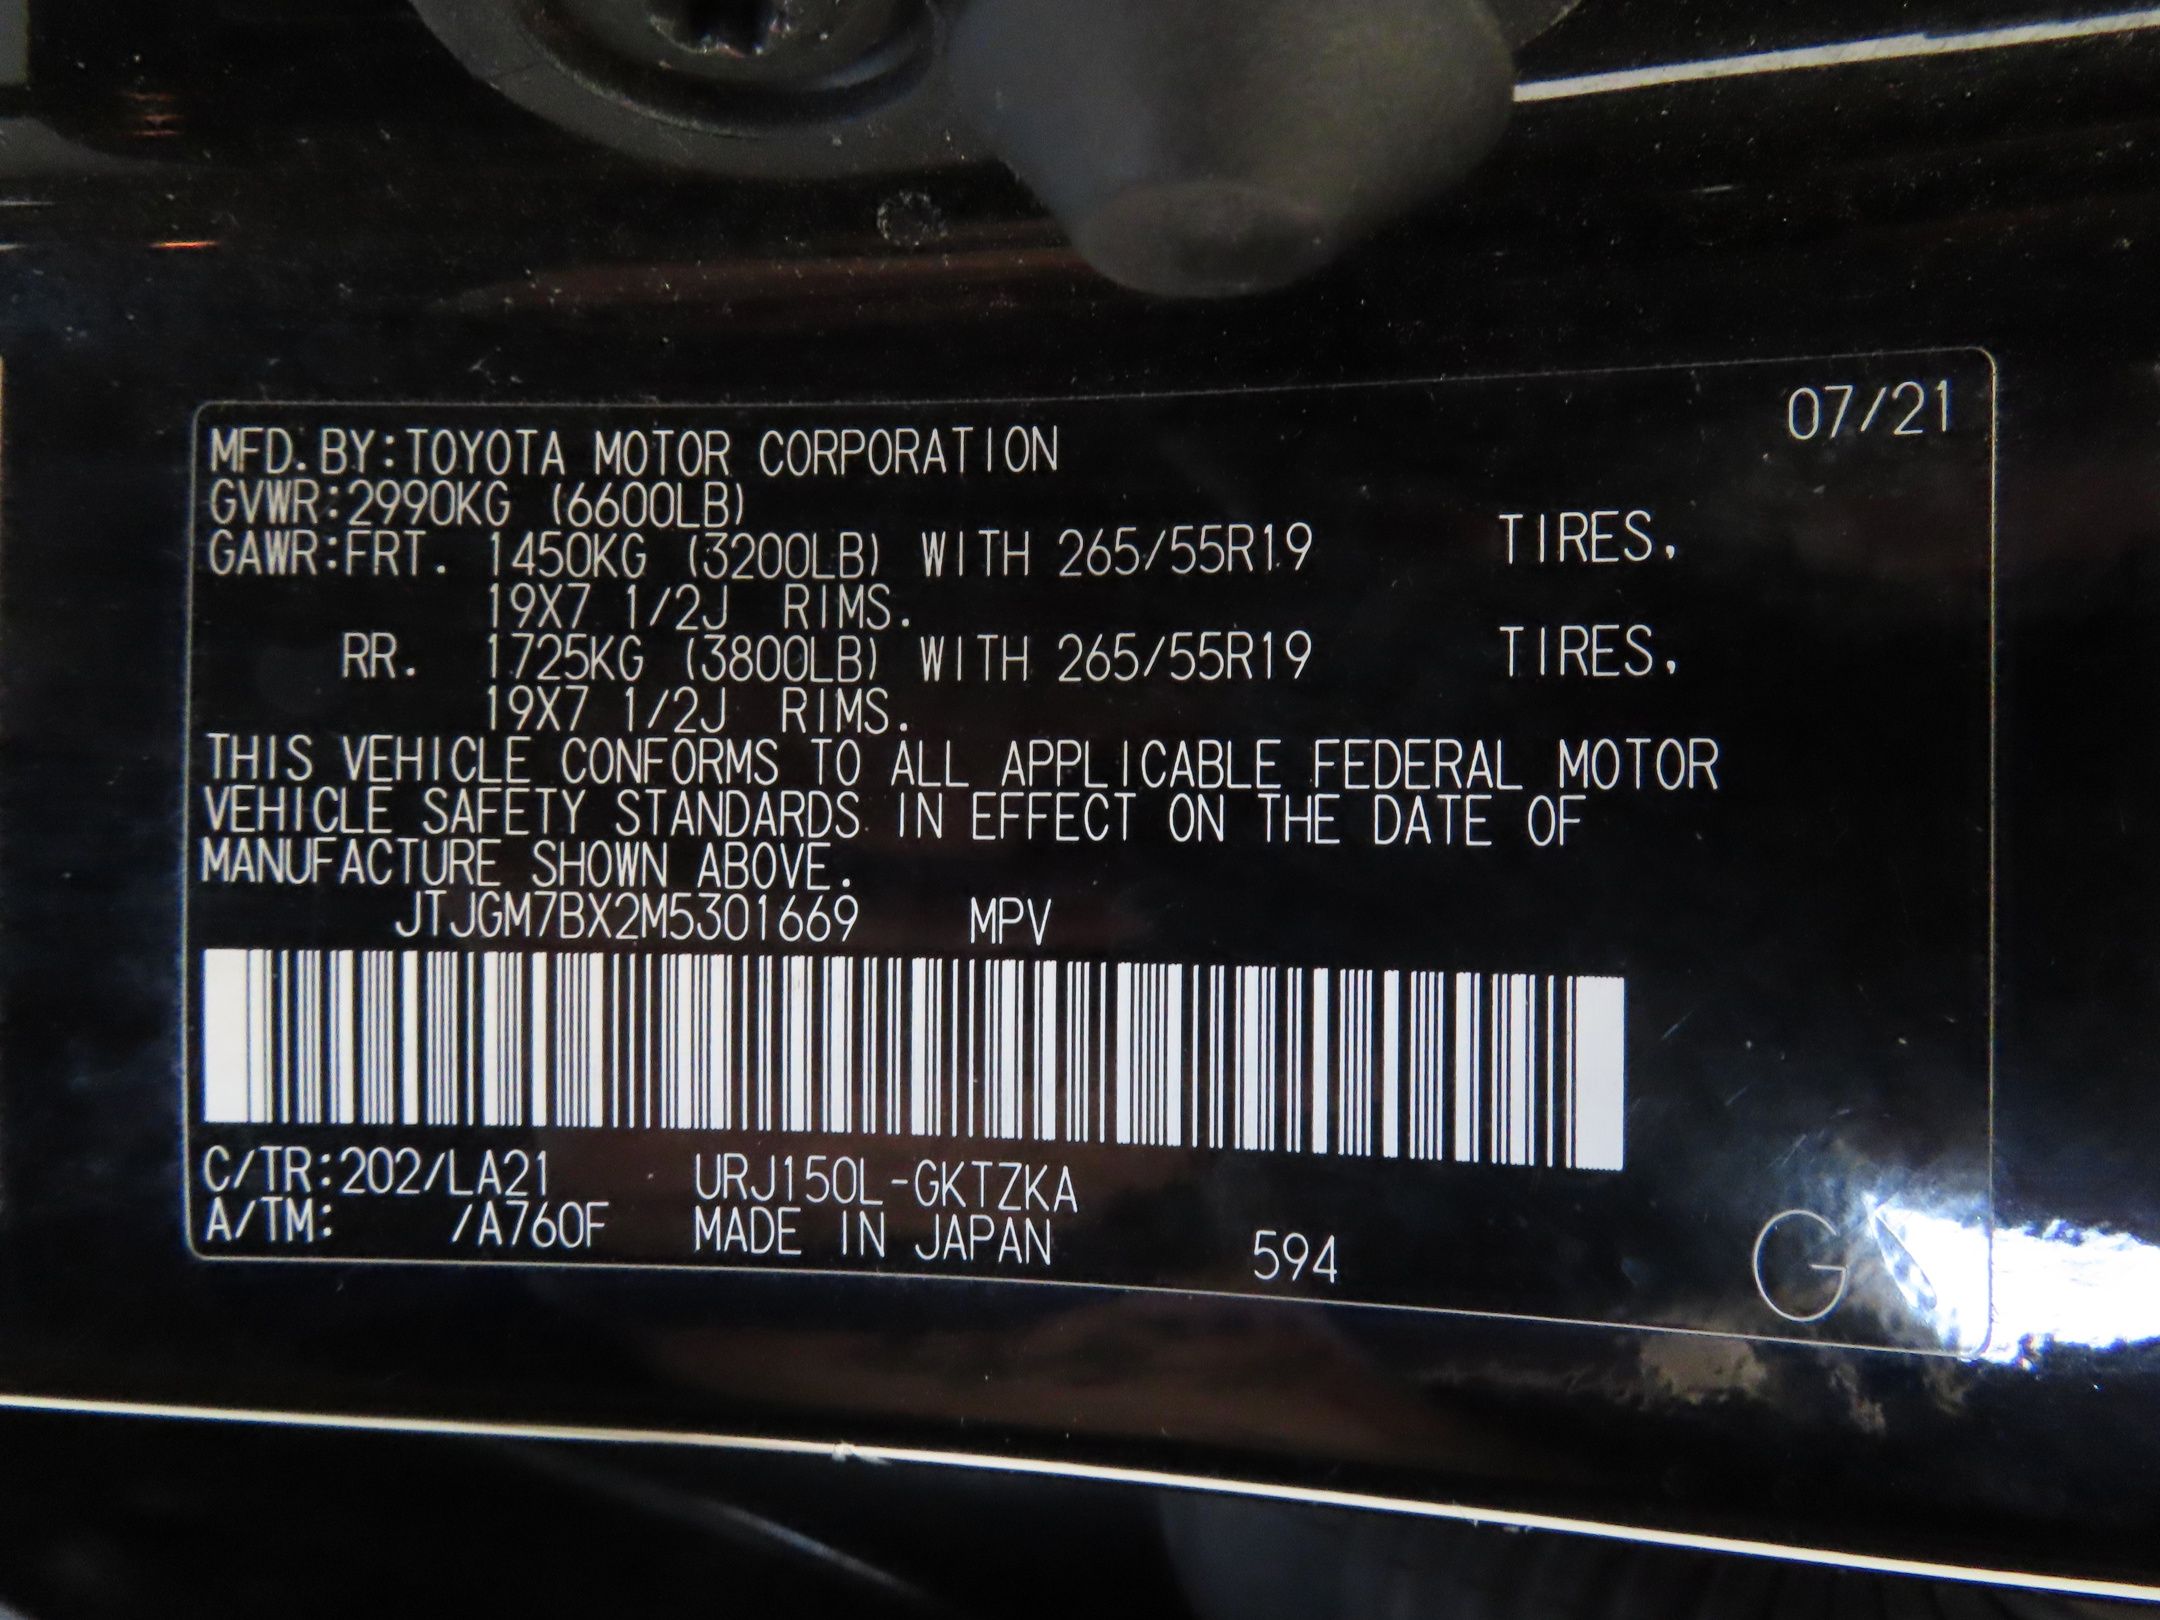 07/21
MFD.BY:TOYOTA MOTOR CORPORATION
GVWR:2990KG (6600LB)
GAWR:FRT. 1450KG (3200LB) WITH 265/55R19 TIRES,
19X7 1/2J RIMS.
RR. 1725KG (3800LB) WITH 265/55R19 TIRES,
19X7 1/2J RIMS.
THIS VEHICLE CONFORMS TO ALL APPLICABLE FEDERAL MOTOR
VEHICLE SAFETY STANDARDS IN EFFECT ON THE DATE OF
MANUFACTURE SHOWN ABOVE.
JTJGM7BX2M5301669 MPV
C/TR:202/LA21 URJ150L-GKTZKA
A/TM: /A760F MADE IN JAPAN 594 G